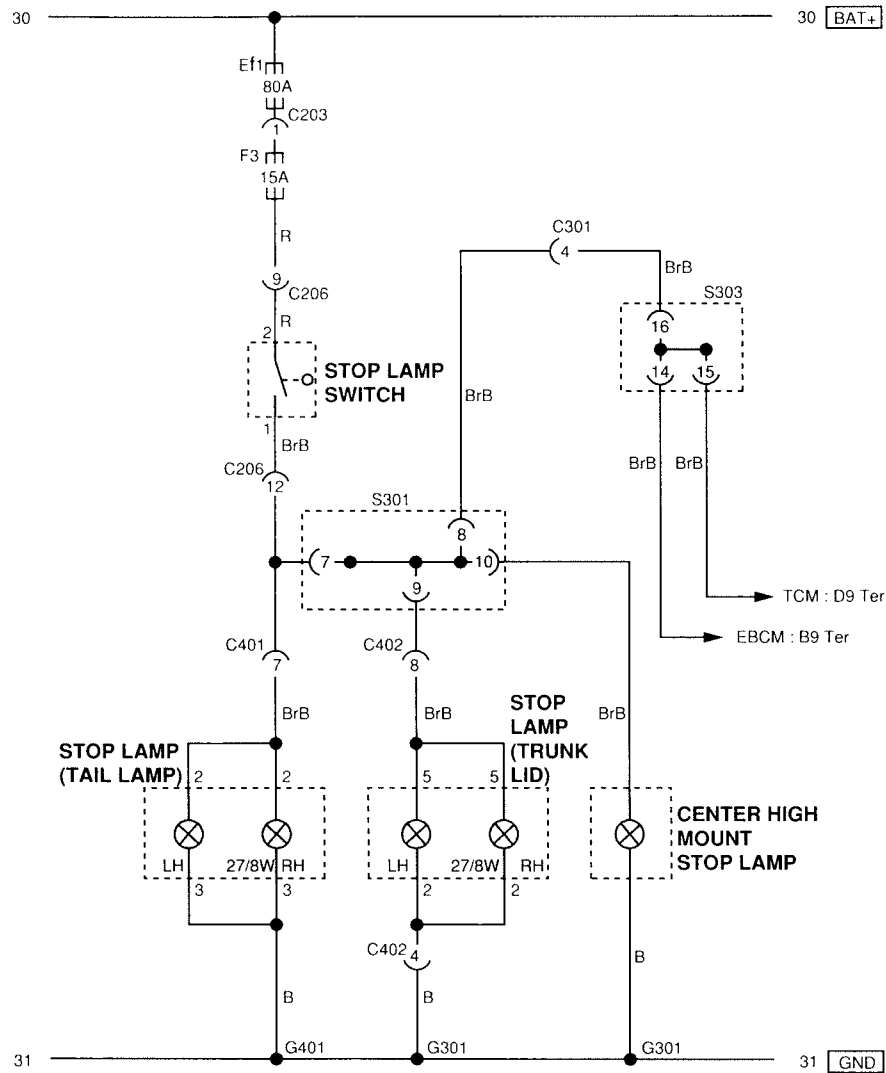 30
30 BAT+
Ef1
80A
C203
1
F3
15A
R
9
C206
R
2
STOP LAMP
SWITCH
1
BrB
C206
12
C301
4
BrB
S303
16
14 15
BrB
BrB BrB
TCM : D9 Ter
EBCM : B9 Ter
S301
8
7 10
9
C401
7
C402
8
BrB
BrB
BrB
STOP LAMP
(TAIL LAMP)
2 2
LH 27/8W RH
3 3
STOP
LAMP
(TRUNK
LID)
5 5
LH 27/8W RH
2 2
CENTER HIGH
MOUNT
STOP LAMP
C402 4
B
B
B
G401
G301
G301
31
31 GND